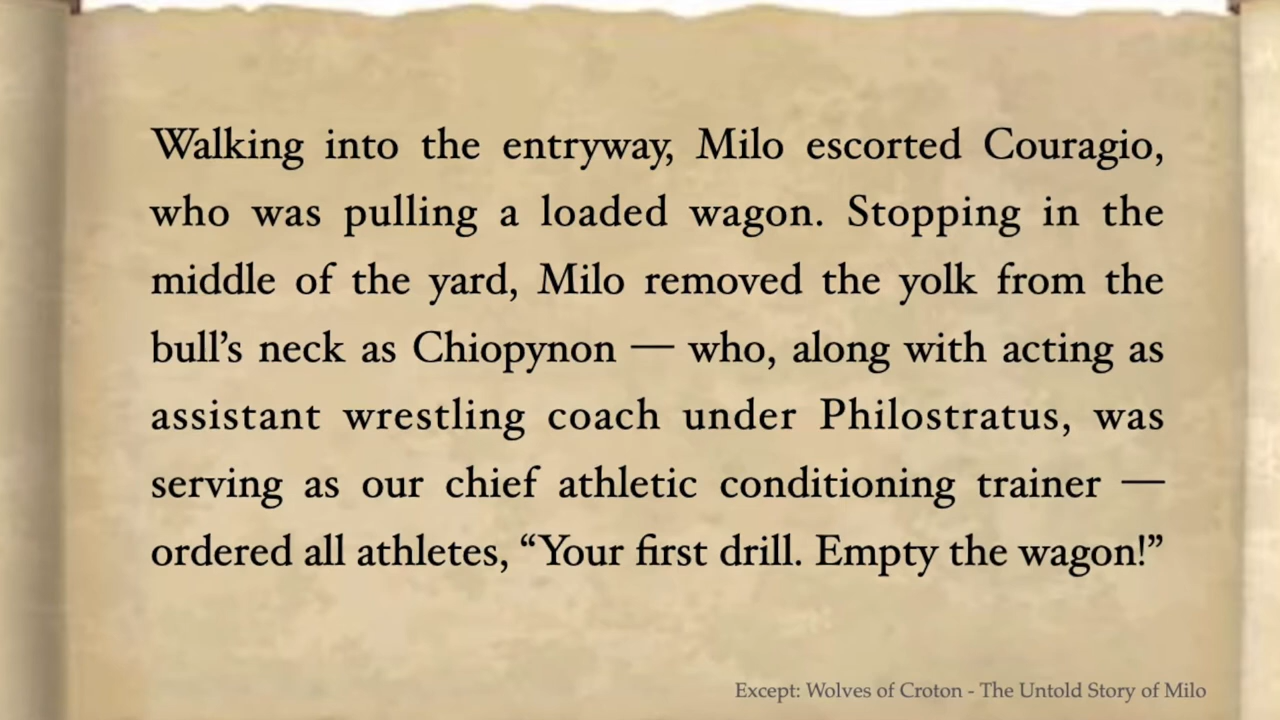 Walking into the entryway, Milo escorted Couragio,
who was pulling a loaded wagon. Stopping in the
middle of the yard, Milo removed the yolk from the
bull’s neck as Chiopynon — who, along with acting as
assistant wrestling coach under Philostratus, was
serving as our chief athletic conditioning trainer —
ordered all athletes, “Your first drill. Empty the wagon!”
Except: Wolves of Croton - The Untold Story of Milo